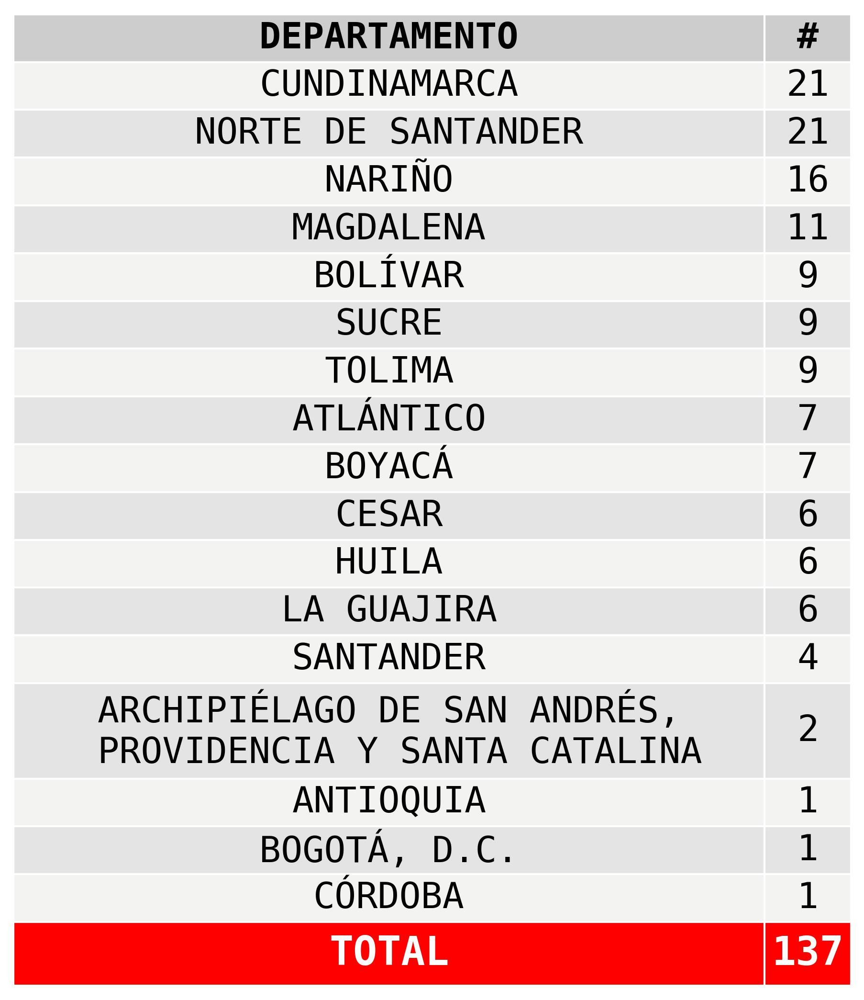 DEPARTAMENTO #
CUNDINAMARCA 21
NORTE DE SANTANDER 21
NARIÑO 16
MAGDALENA 11
BOLÍVAR 9
SUCRE 9
TOLIMA 9
ATLÁNTICO 7
BOYACÁ 7
CESAR 6
HUILA 6
LA GUAJIRA 6
SANTANDER 4
ARCHIPIÉLAGO DE SAN ANDRÉS,
PROVIDENCIA Y SANTA CATALINA 2
ANTIOQUIA 1
BOGOTÁ, D.C. 1
CÓRDOBA 1
TOTAL 137